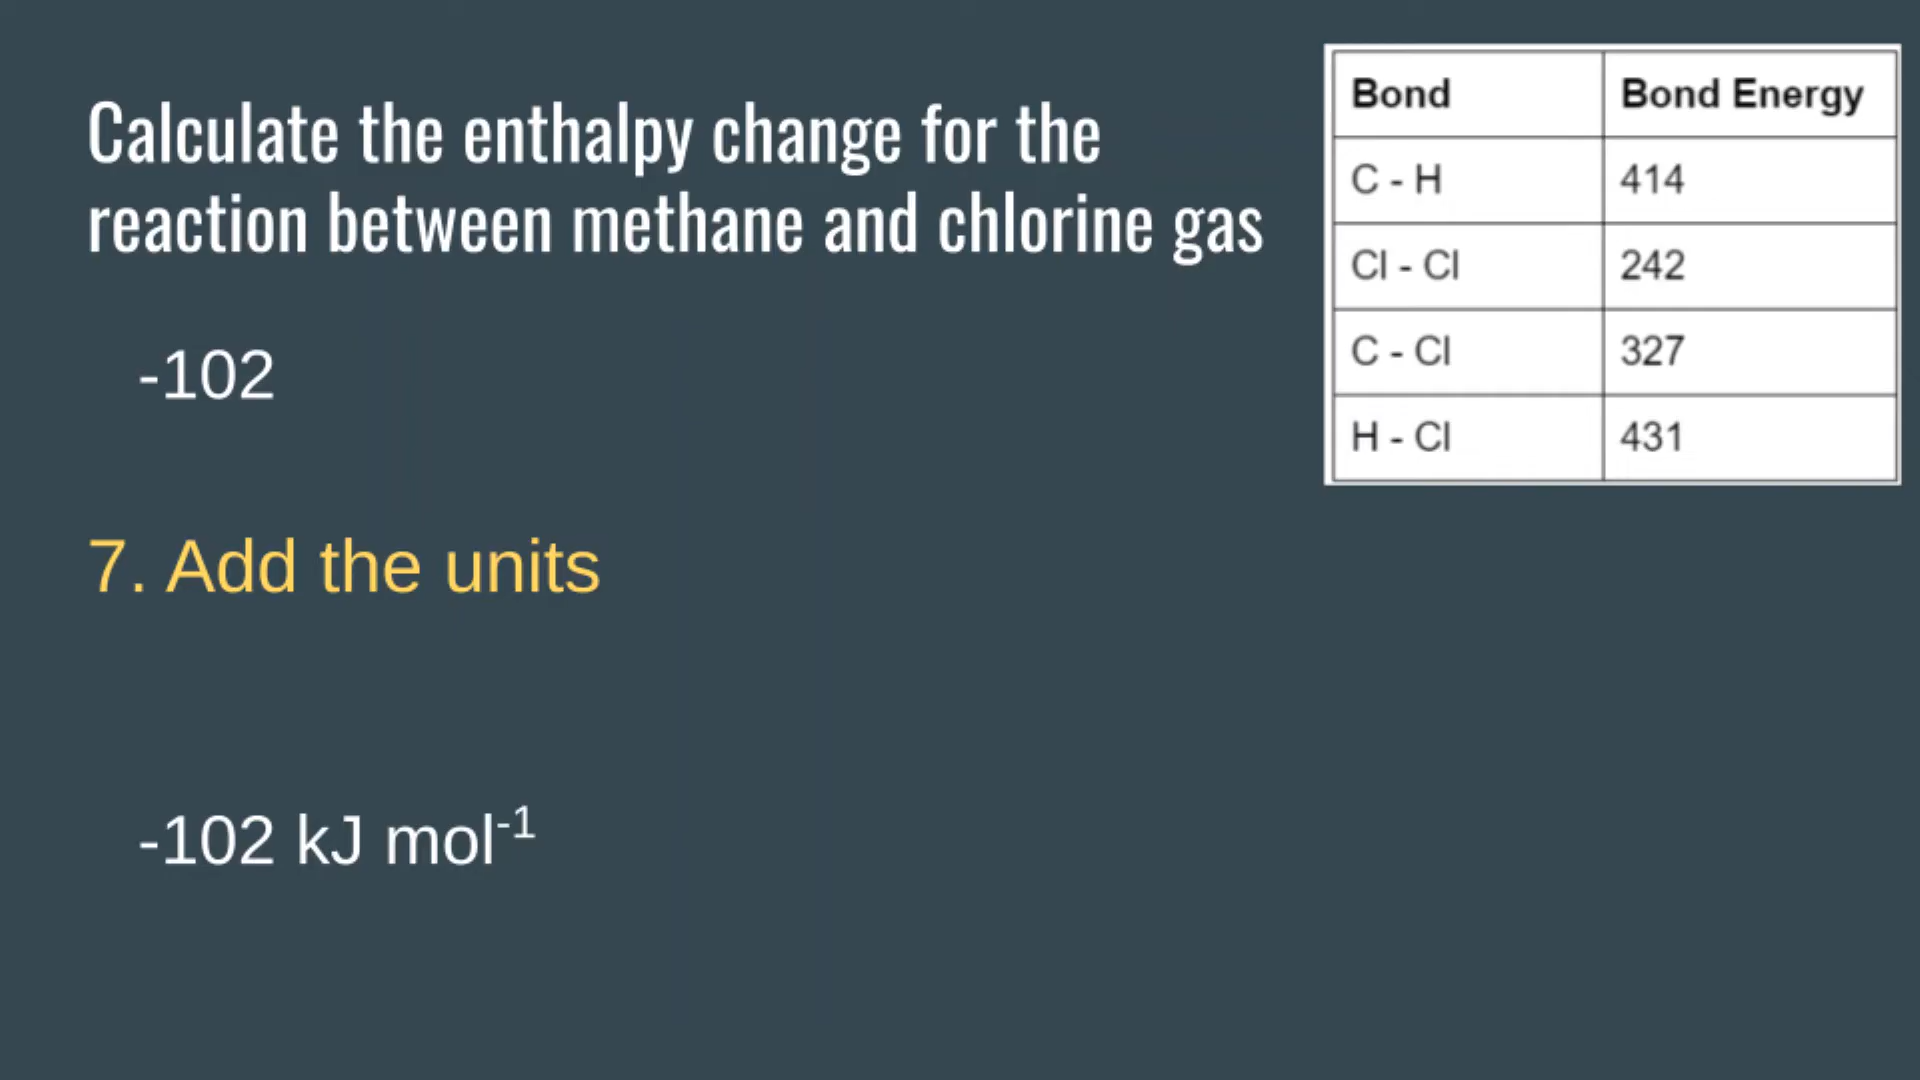 Calculate the enthalpy change for the
reaction between methane and chlorine gas
-102
7. Add the units
-102 kJ mol⁻¹
Bond Bond Energy
C - H 414
Cl - Cl 242
C - Cl 327
H - Cl 431